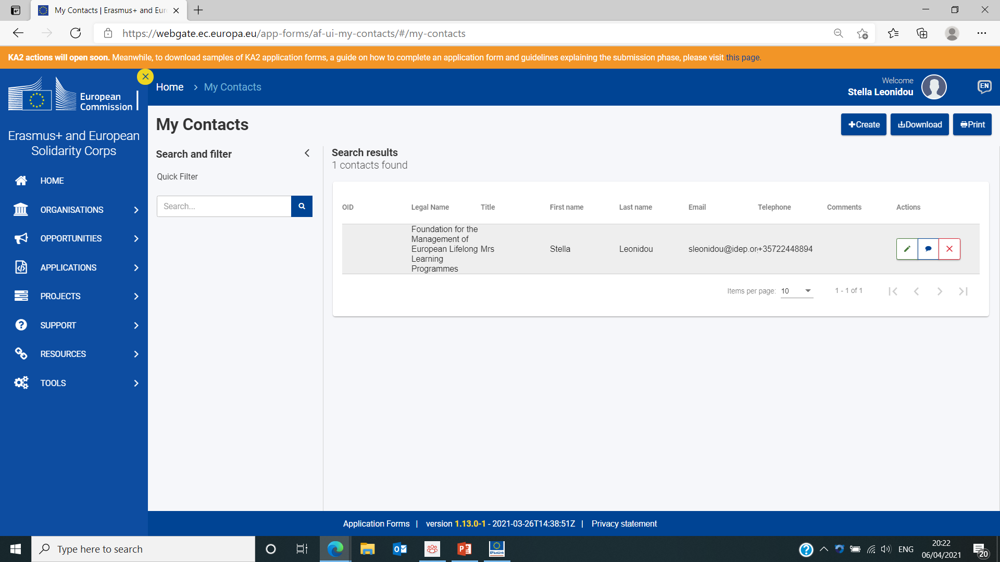 My Contacts | Erasmus+ and Eur
https://webgate.ec.europa.eu/app-forms/af-ui-my-contacts/#/my-contacts
KA2 actions will open soon. Meanwhile, to download samples of KA2 application forms, a guide on how to complete an application form and guidelines explaining the submission phase, please visit this page.
European
Commission
Home > My Contacts
Welcome
Stella Leonidou
EN
Erasmus+ and European
Solidarity Corps
HOME
ORGANISATIONS
OPPORTUNITIES
APPLICATIONS
PROJECTS
SUPPORT
RESOURCES
TOOLS
My Contacts
Create
Download
Print
Search and filter
Quick Filter
Search...
Search results
1 contacts found
OID Legal Name Title First name Last name Email Telephone Comments Actions
Foundation for the
Management of
European Lifelong Mrs Stella Leonidou sleonidou@idep.or +35722448894
Learning
Programmes
Items per page: 10 1 - 1 of 1
Application Forms | version 1.13.0-1 - 2021-03-26T14:38:51Z | Privacy statement
Type here to search
EPlusLink
ENG
20:22
06/04/2021
20